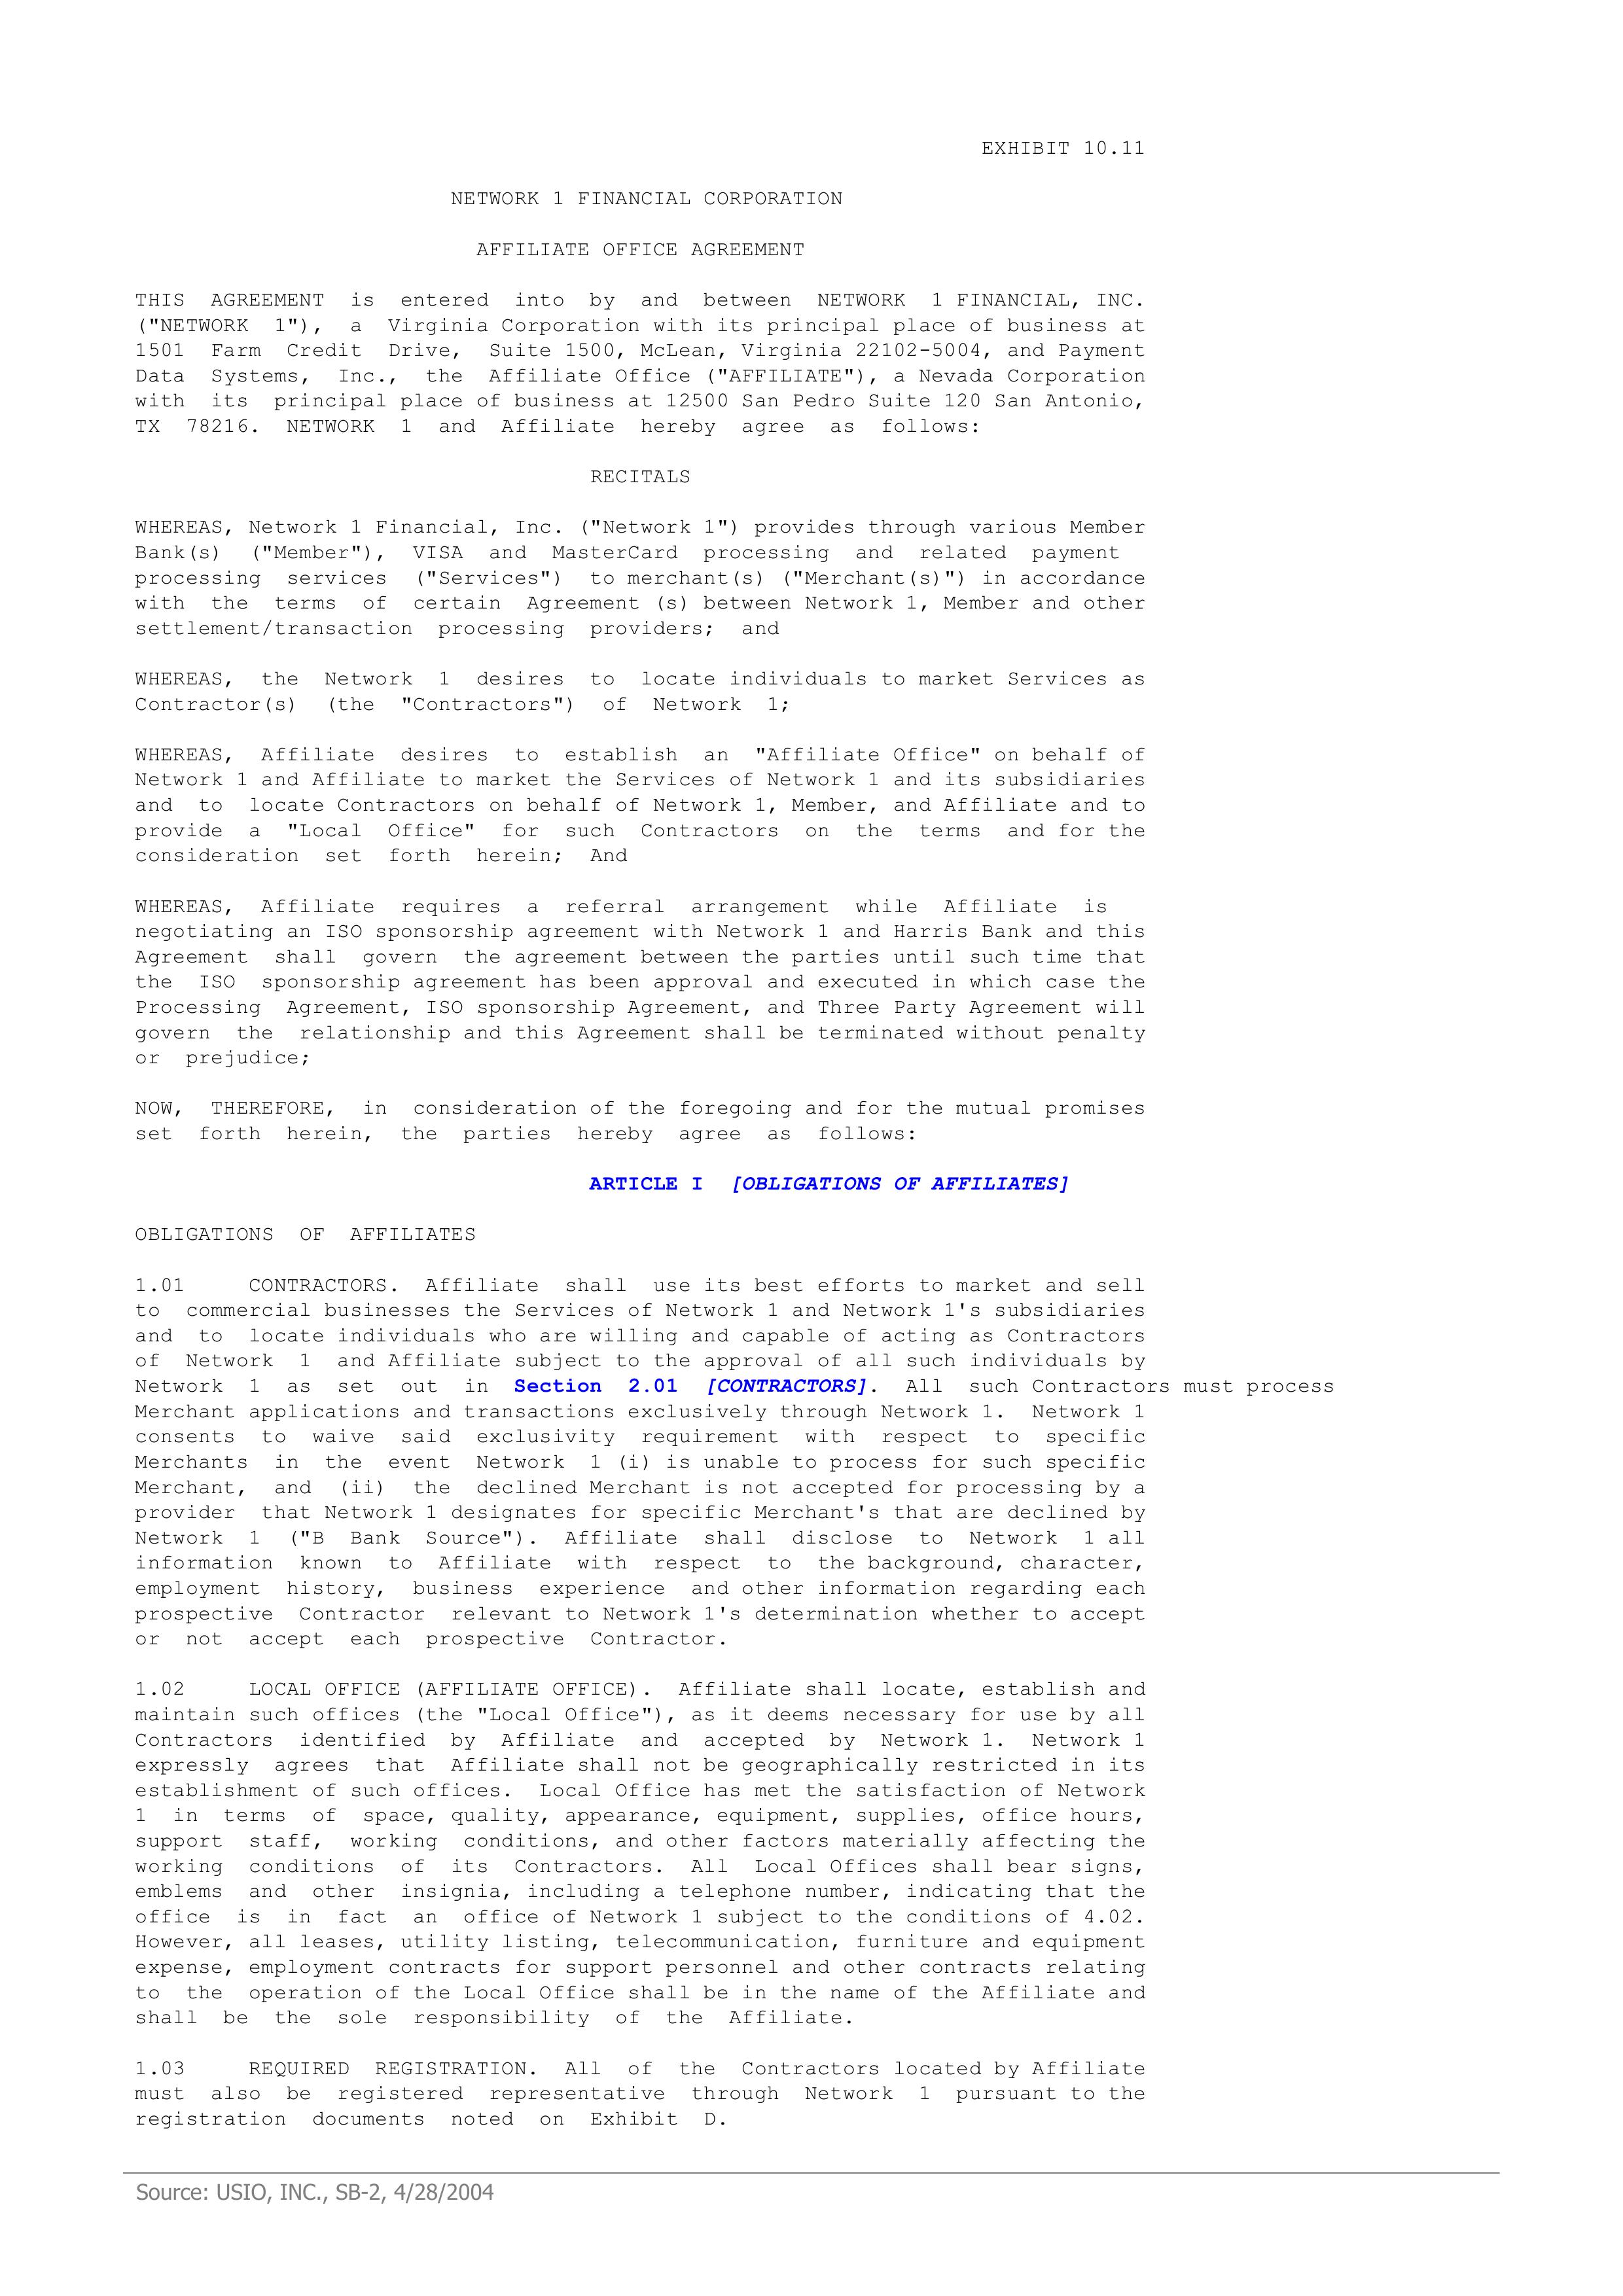 EXHIBIT 10.11
NETWORK 1 FINANCIAL CORPORATION
AFFILIATE OFFICE AGREEMENT
THIS AGREEMENT is entered into by and between NETWORK 1 FINANCIAL, INC.
("NETWORK 1"), a Virginia Corporation with its principal place of business at
1501 Farm Credit Drive, Suite 1500, McLean, Virginia 22102-5004, and Payment
Data Systems, Inc., the Affiliate Office ("AFFILIATE"), a Nevada Corporation
with its principal place of business at 12500 San Pedro Suite 120 San Antonio,
TX 78216. NETWORK 1 and Affiliate hereby agree as follows:
RECITALS
WHEREAS, Network 1 Financial, Inc. ("Network 1") provides through various Member
Bank(s) ("Member"), VISA and MasterCard processing and related payment
processing services ("Services") to merchant(s) ("Merchant(s)") in accordance
with the terms of certain Agreement (s) between Network 1, Member and other
settlement/transaction processing providers; and
WHEREAS, the Network 1 desires to locate individuals to market Services as
Contractor(s) (the "Contractors") of Network 1;
WHEREAS, Affiliate desires to establish an "Affiliate Office" on behalf of
Network 1 and Affiliate to market the Services of Network 1 and its subsidiaries
and to locate Contractors on behalf of Network 1, Member, and Affiliate and to
provide a "Local Office" for such Contractors on the terms and for the
consideration set forth herein; And
WHEREAS, Affiliate requires a referral arrangement while Affiliate is
negotiating an ISO sponsorship agreement with Network 1 and Harris Bank and this
Agreement shall govern the agreement between the parties until such time that
the ISO sponsorship agreement has been approval and executed in which case the
Processing Agreement, ISO sponsorship Agreement, and Three Party Agreement will
govern the relationship and this Agreement shall be terminated without penalty
or prejudice;
NOW, THEREFORE, in consideration of the foregoing and for the mutual promises
set forth herein, the parties hereby agree as follows:
ARTICLE I [OBLIGATIONS OF AFFILIATES]
OBLIGATIONS OF AFFILIATES
1.01 CONTRACTORS. Affiliate shall use its best efforts to market and sell
to commercial businesses the Services of Network 1 and Network 1's subsidiaries
and to locate individuals who are willing and capable of acting as Contractors
of Network 1 and Affiliate subject to the approval of all such individuals by
Network 1 as set out in Section 2.01 [CONTRACTORS]. All such Contractors must process
Merchant applications and transactions exclusively through Network 1. Network 1
consents to waive said exclusivity requirement with respect to specific
Merchants in the event Network 1 (i) is unable to process for such specific
Merchant, and (ii) the declined Merchant is not accepted for processing by a
provider that Network 1 designates for specific Merchant's that are declined by
Network 1 ("B Bank Source"). Affiliate shall disclose to Network 1 all
information known to Affiliate with respect to the background, character,
employment history, business experience and other information regarding each
prospective Contractor relevant to Network 1's determination whether to accept
or not accept each prospective Contractor.
1.02 LOCAL OFFICE (AFFILIATE OFFICE). Affiliate shall locate, establish and
maintain such offices (the "Local Office"), as it deems necessary for use by all
Contractors identified by Affiliate and accepted by Network 1. Network 1
expressly agrees that Affiliate shall not be geographically restricted in its
establishment of such offices. Local Office has met the satisfaction of Network
1 in terms of space, quality, appearance, equipment, supplies, office hours,
support staff, working conditions, and other factors materially affecting the
working conditions of its Contractors. All Local Offices shall bear signs,
emblems and other insignia, including a telephone number, indicating that the
office is in fact an office of Network 1 subject to the conditions of 4.02.
However, all leases, utility listing, telecommunication, furniture and equipment
expense, employment contracts for support personnel and other contracts relating
to the operation of the Local Office shall be in the name of the Affiliate and
shall be the sole responsibility of the Affiliate.
1.03 REQUIRED REGISTRATION. All of the Contractors located by Affiliate
must also be registered representative through Network 1 pursuant to the
registration documents noted on Exhibit D.
Source: USIO, INC., SB-2, 4/28/2004